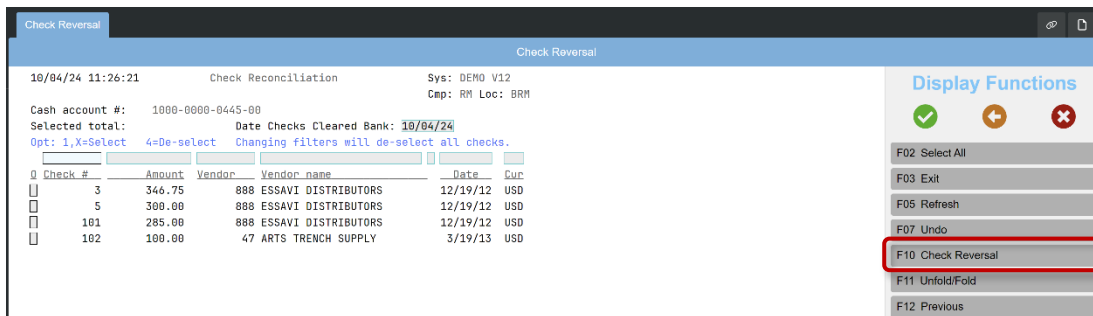 Check Reversal
Check Reversal
10/04/24 11:26:21 Check Reconciliation Sys: DEMO V12
Cmp: RM Loc: BRM
Cash account #: 1000-0000-0445-00
Selected total: Date Checks Cleared Bank: 10/04/24
Opt: 1,X=Select 4=De-select Changing filters will de-select all checks.
O Check # Amount Vendor Vendor name Date Cur
3 346.75 888 ESSAVI DISTRIBUTORS 12/19/12 USD
5 300.00 888 ESSAVI DISTRIBUTORS 12/19/12 USD
101 285.00 888 ESSAVI DISTRIBUTORS 12/19/12 USD
102 100.00 47 ARTS TRENCH SUPPLY 3/19/13 USD
Display Functions
F02 Select All
F03 Exit
F05 Refresh
F07 Undo
F10 Check Reversal
F11 Unfold/Fold
F12 Previous